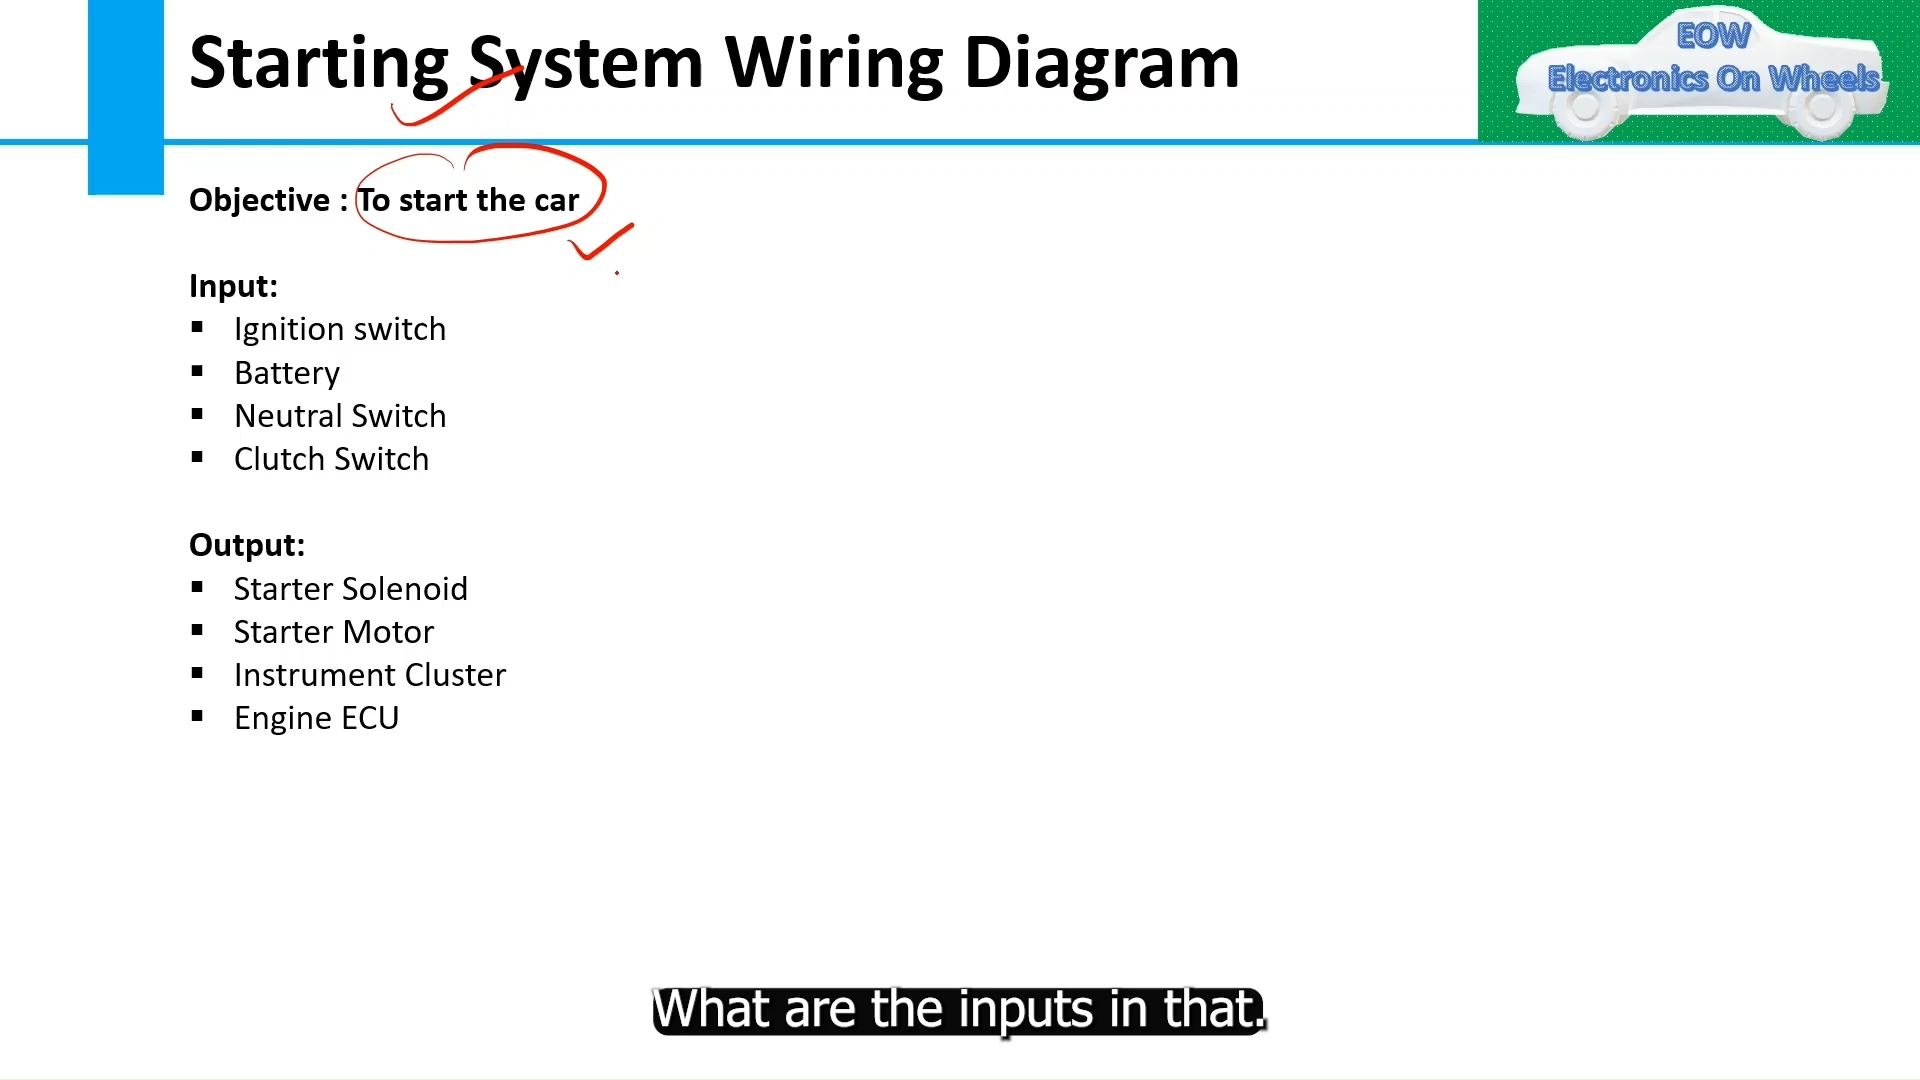 Starting System Wiring Diagram
EOW
Electronics On Wheels
Objective : To start the car
Input:
▪ Ignition switch
▪ Battery
▪ Neutral Switch
▪ Clutch Switch
Output:
▪ Starter Solenoid
▪ Starter Motor
▪ Instrument Cluster
▪ Engine ECU
What are the inputs in that.